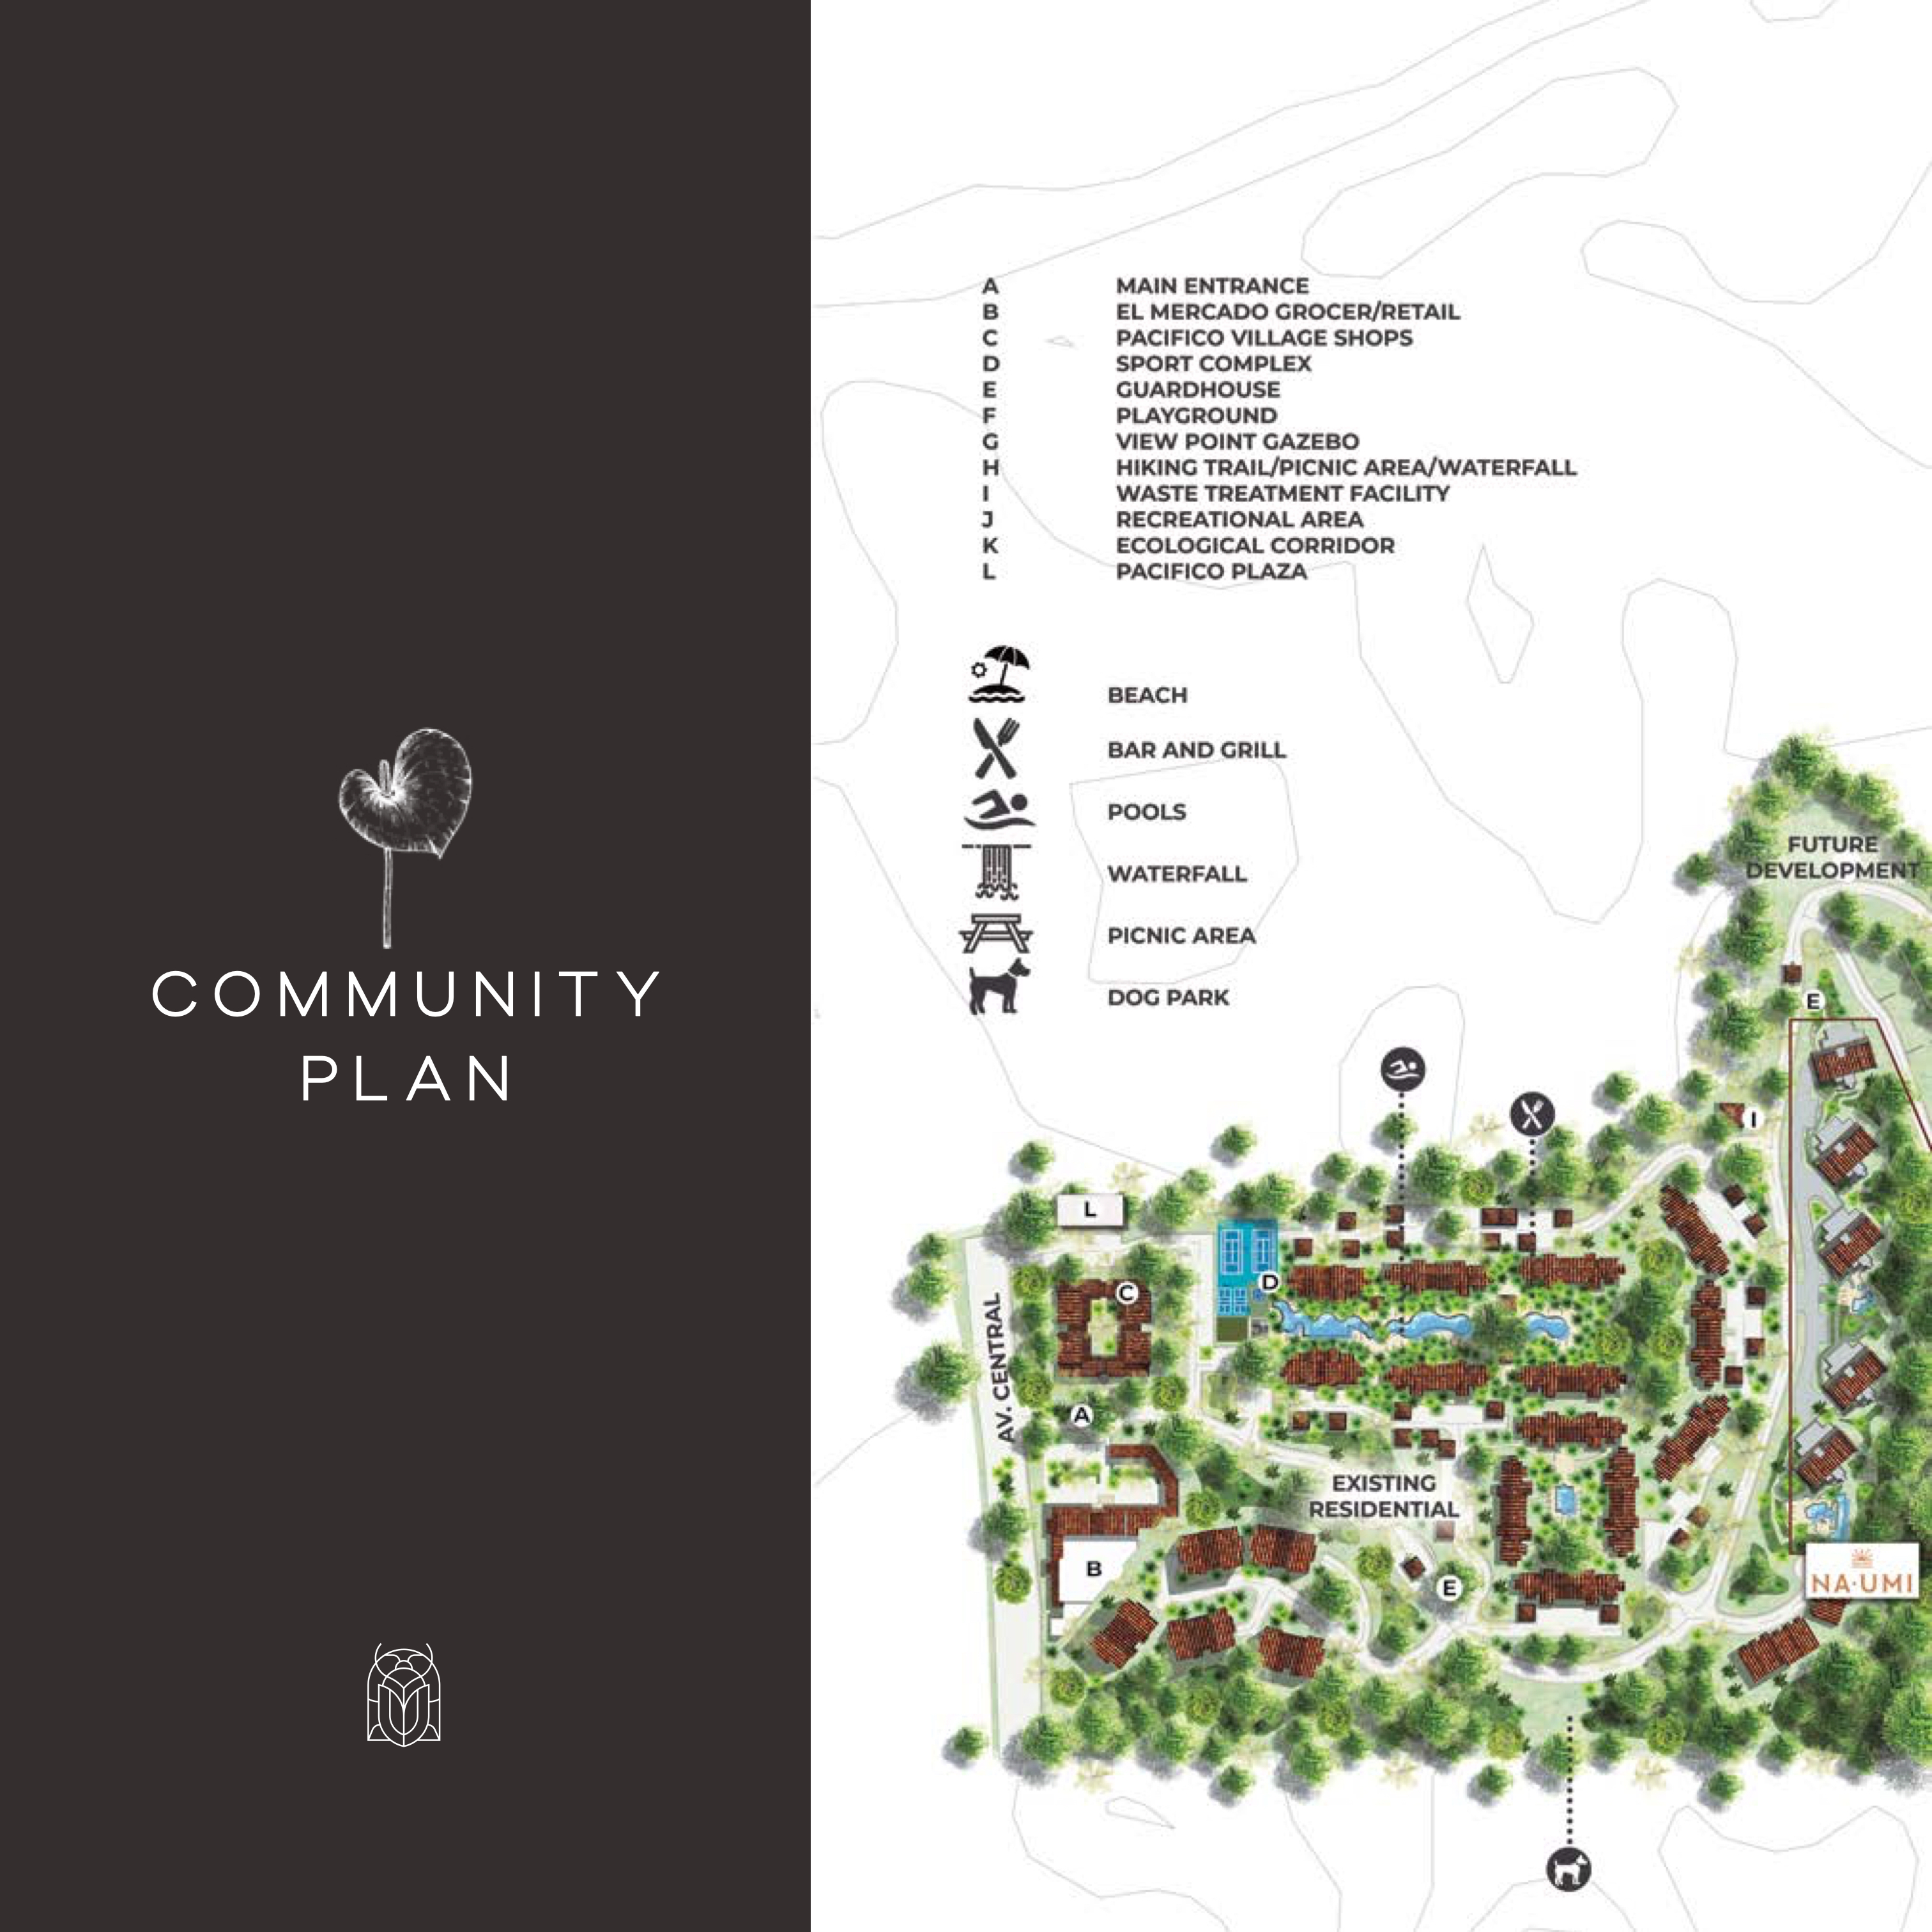 COMMUNITY
PLAN
A MAIN ENTRANCE
B EL MERCADO GROCER/RETAIL
C PACIFICO VILLAGE SHOPS
D SPORT COMPLEX
E GUARDHOUSE
F PLAYGROUND
G VIEW POINT GAZEBO
H HIKING TRAIL/PICNIC AREA/WATERFALL
I WASTE TREATMENT FACILITY
J RECREATIONAL AREA
K ECOLOGICAL CORRIDOR
L PACIFICO PLAZA
BEACH
BAR AND GRILL
POOLS
WATERFALL
PICNIC AREA
DOG PARK
FUTURE
DEVELOPMENT
E
I
L
D
C
AV. CENTRAL
A
EXISTING
RESIDENTIAL
B
E
NA·UMI